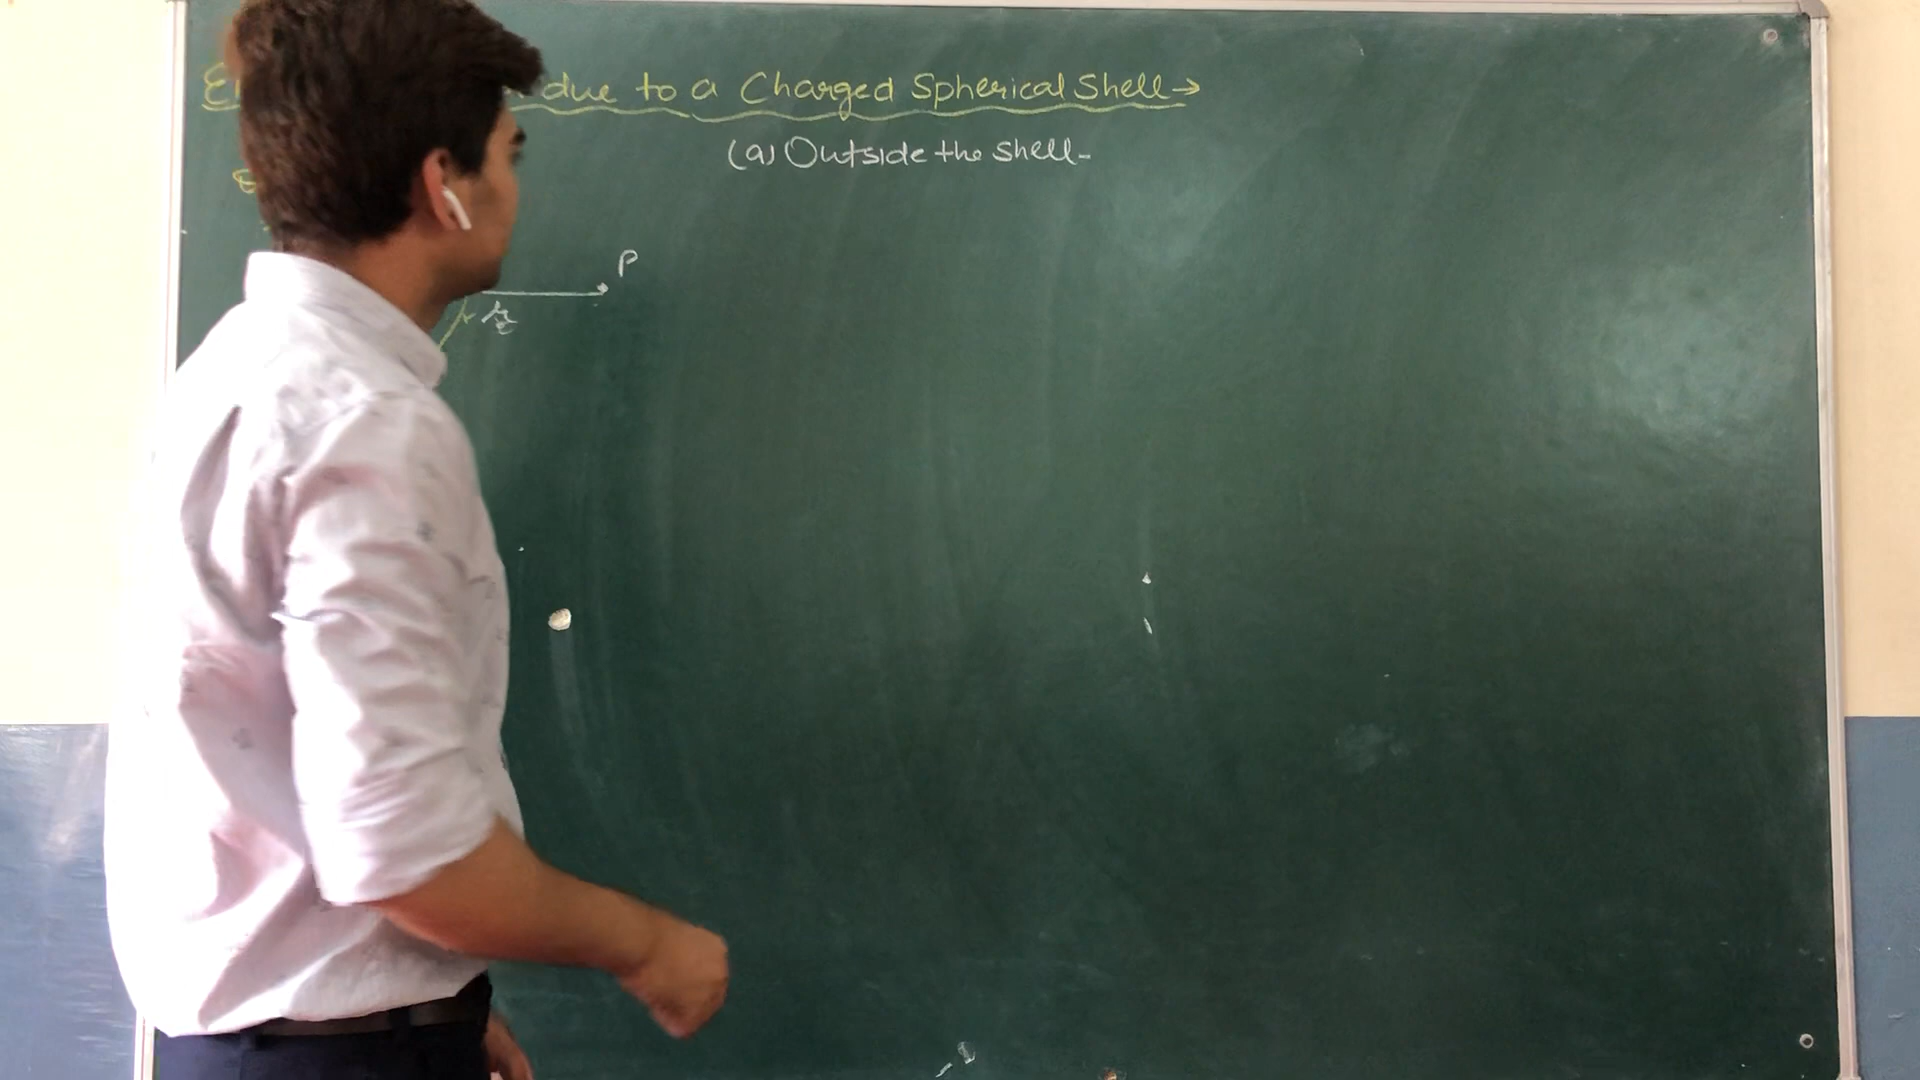 due to a Charged Spherical Shell→
(a) Outside the shell-
P
r